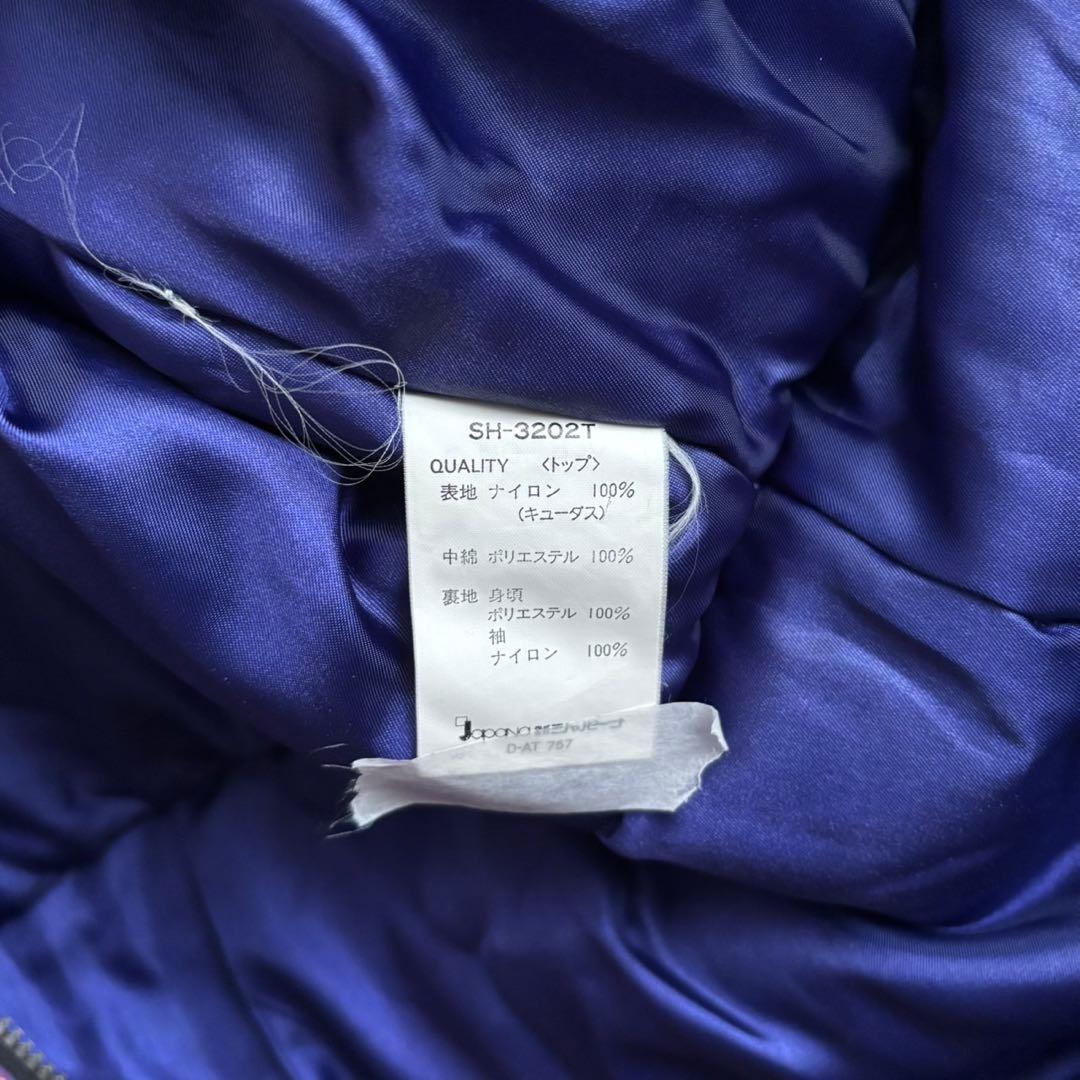 SH-3202T
QUALITY 〈トップ〉
表地 ナイロン 100%
(キューダス)
中綿 ポリエステル 100%
裏地 身頃
ポリエステル 100%
袖
ナイロン 100%
Japana
D-AT 757